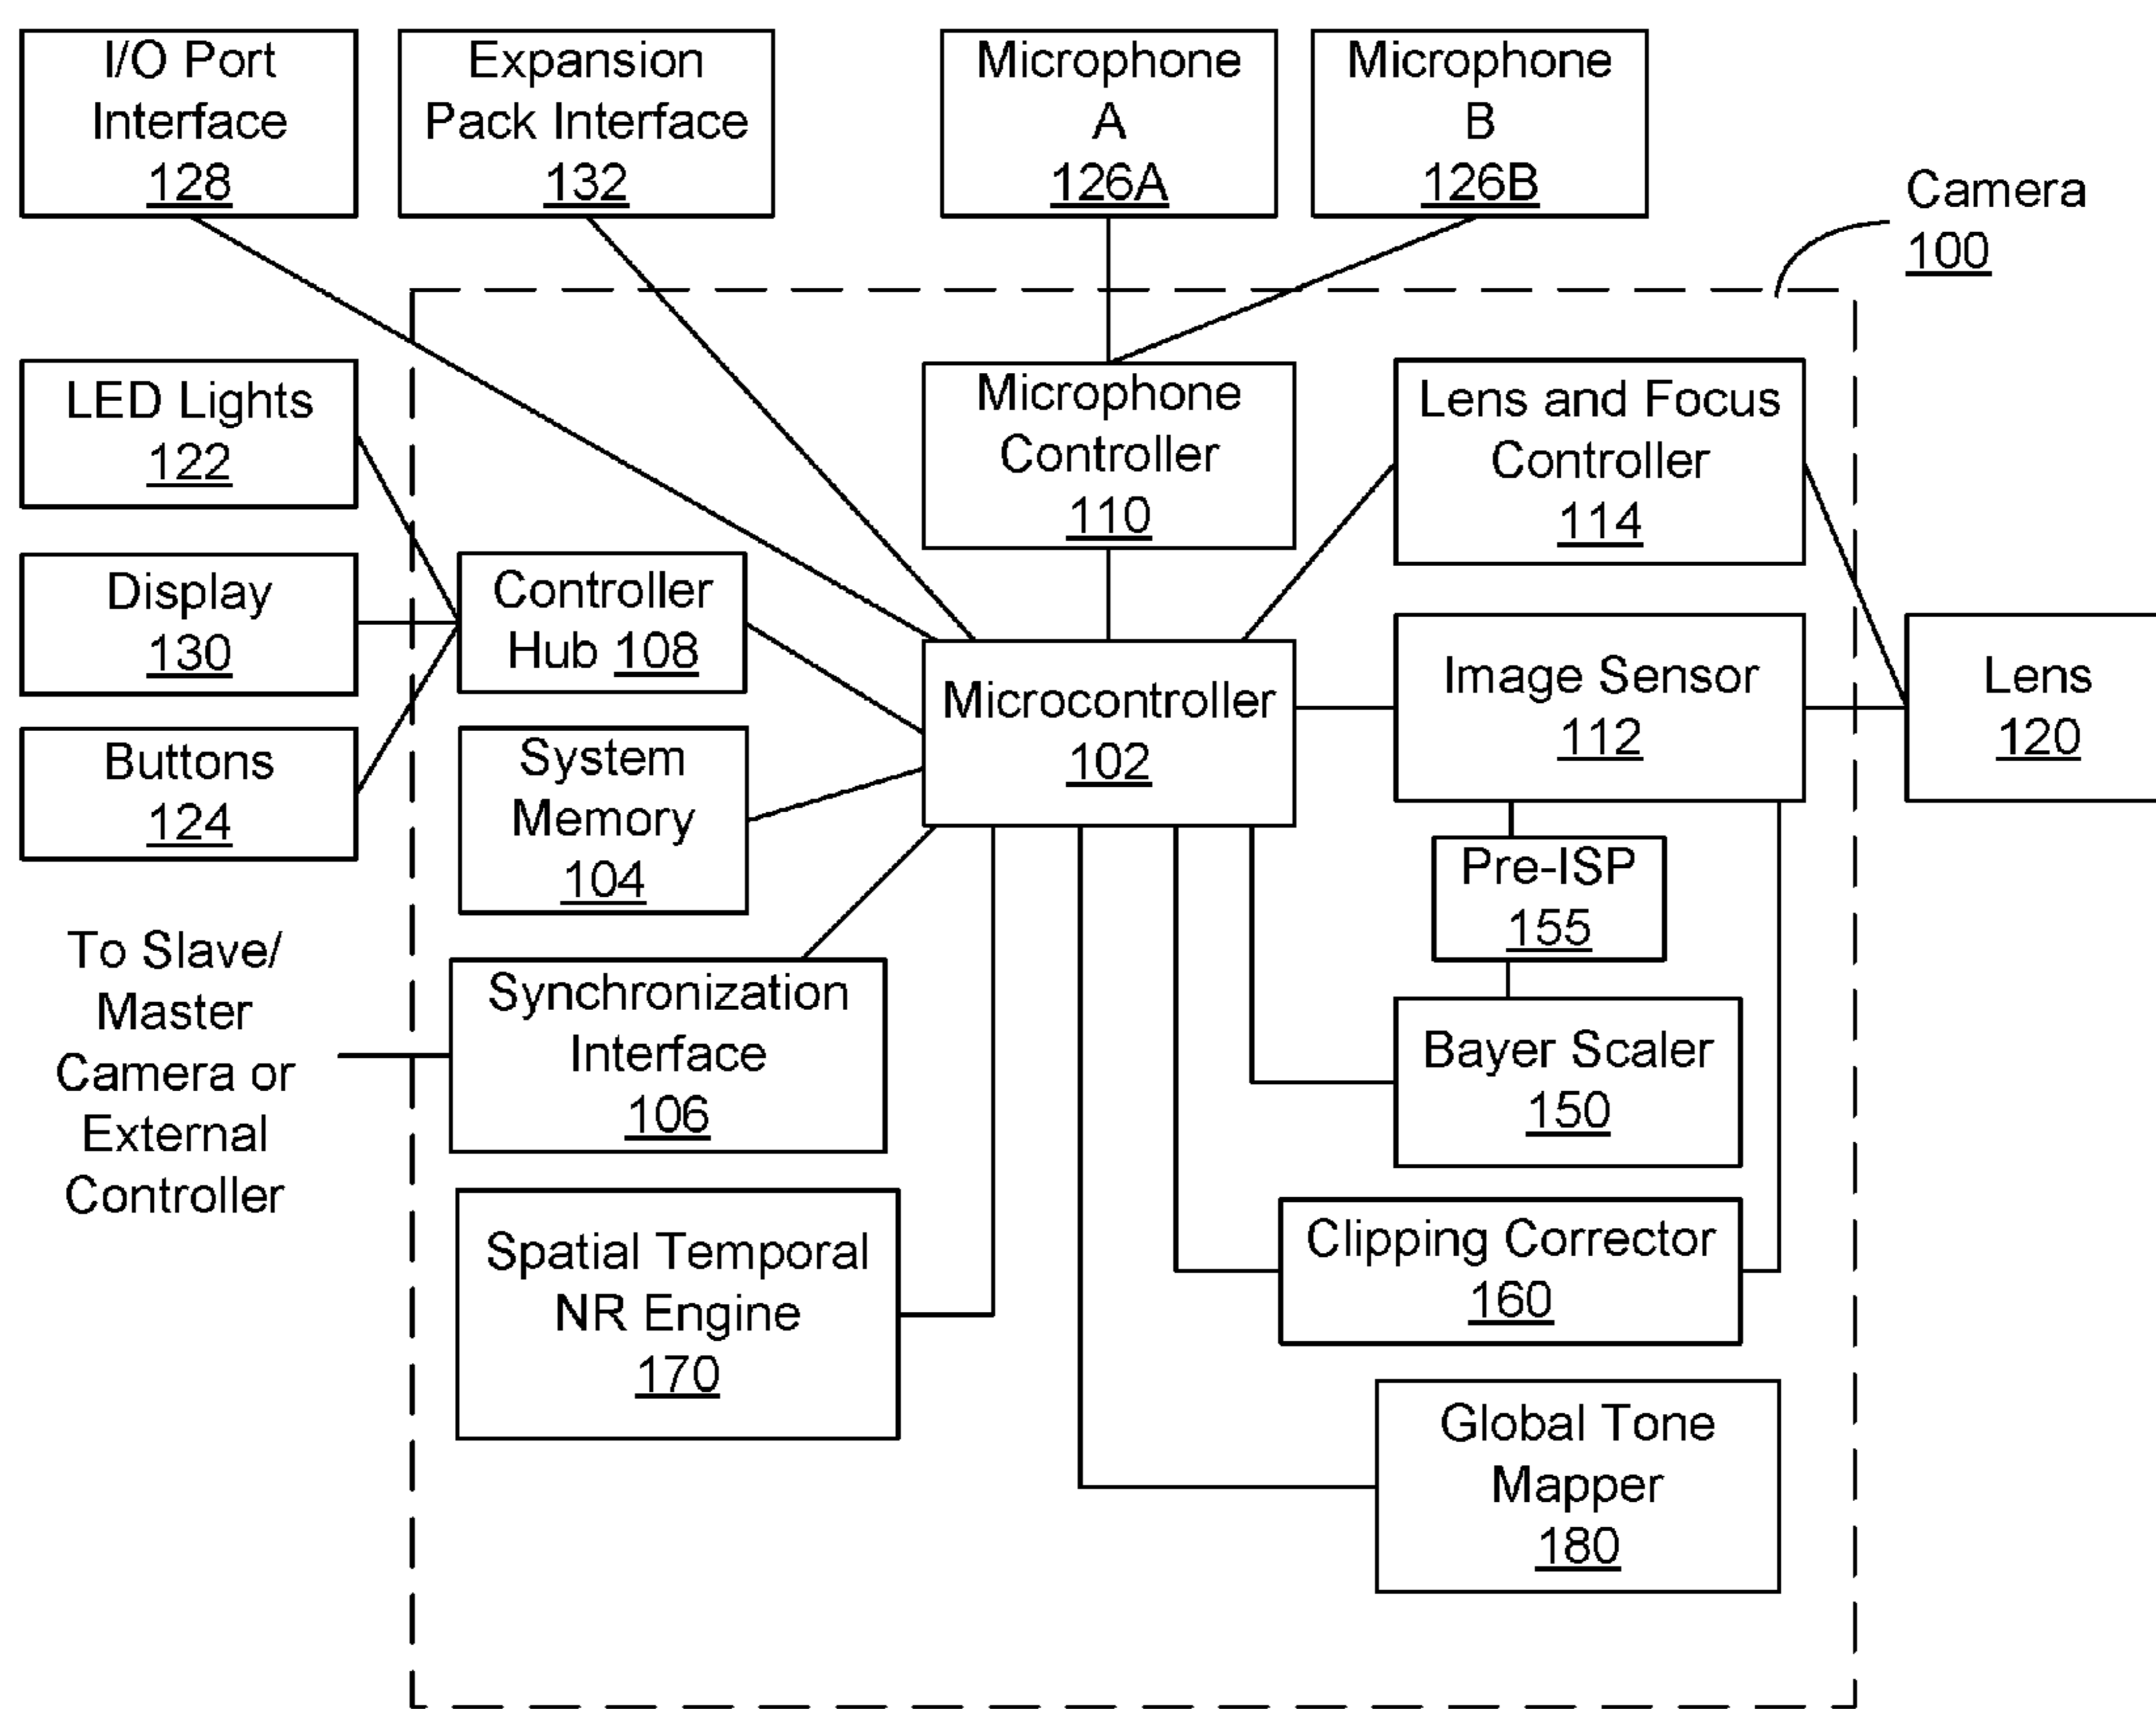 I/O Port
Interface
128
Expansion
Pack Interface
132
Microphone
A
126A
Microphone
B
126B
Camera
100
LED Lights
122
Microphone
Controller
110
Lens and Focus
Controller
114
Display
130
Controller
Hub 108
Microcontroller
102
Image Sensor
112
Lens
120
Buttons
124
System
Memory
104
Pre-ISP
155
To Slave/
Master
Camera or
External
Controller
Synchronization
Interface
106
Bayer Scaler
150
Spatial Temporal
NR Engine
170
Clipping Corrector
160
Global Tone
Mapper
180